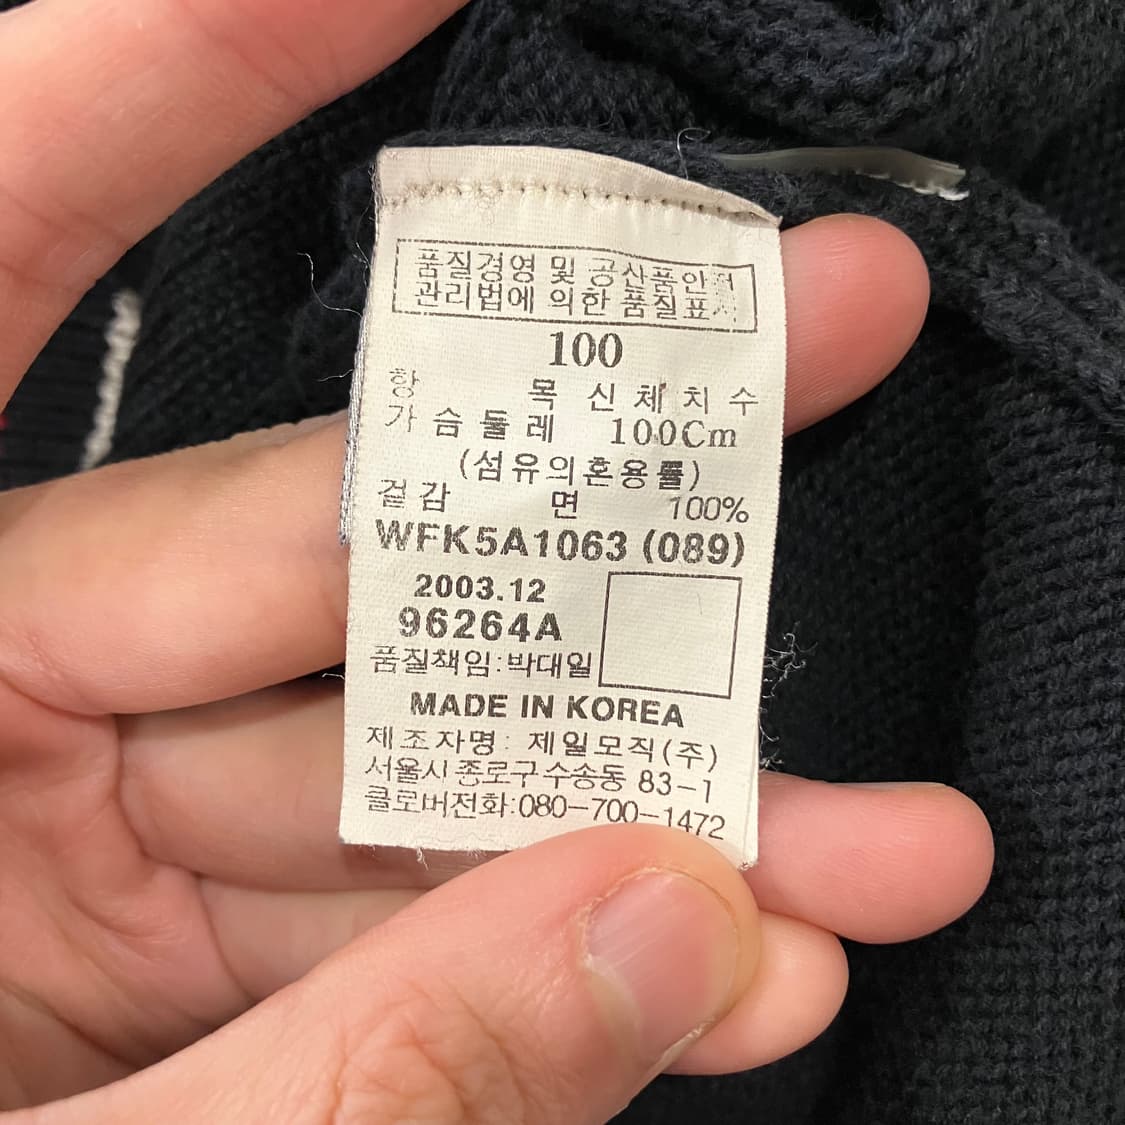 품질경영 및 공산품안전
관리법에 의한 품질표시
100
항 목 신체치수
가슴둘레 100Cm
(섬유의혼용률)
겉감 면 100%
WFK5A1063 (089)
2003.12
96264A
품질책임:박대일
MADE IN KOREA
제조자명: 제일모직(주)
서울시 종로구 수송동 83-1
클로버전화:080-700-1472